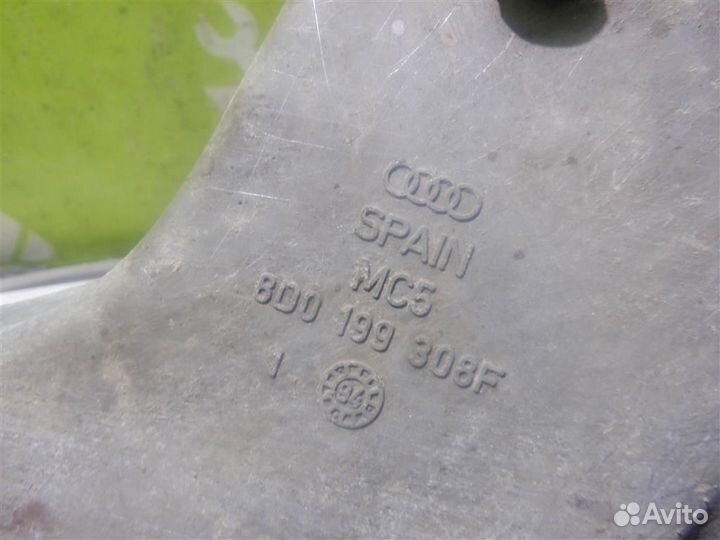 SPAIN
MC5
8D0 199 308F
1
94
Avito